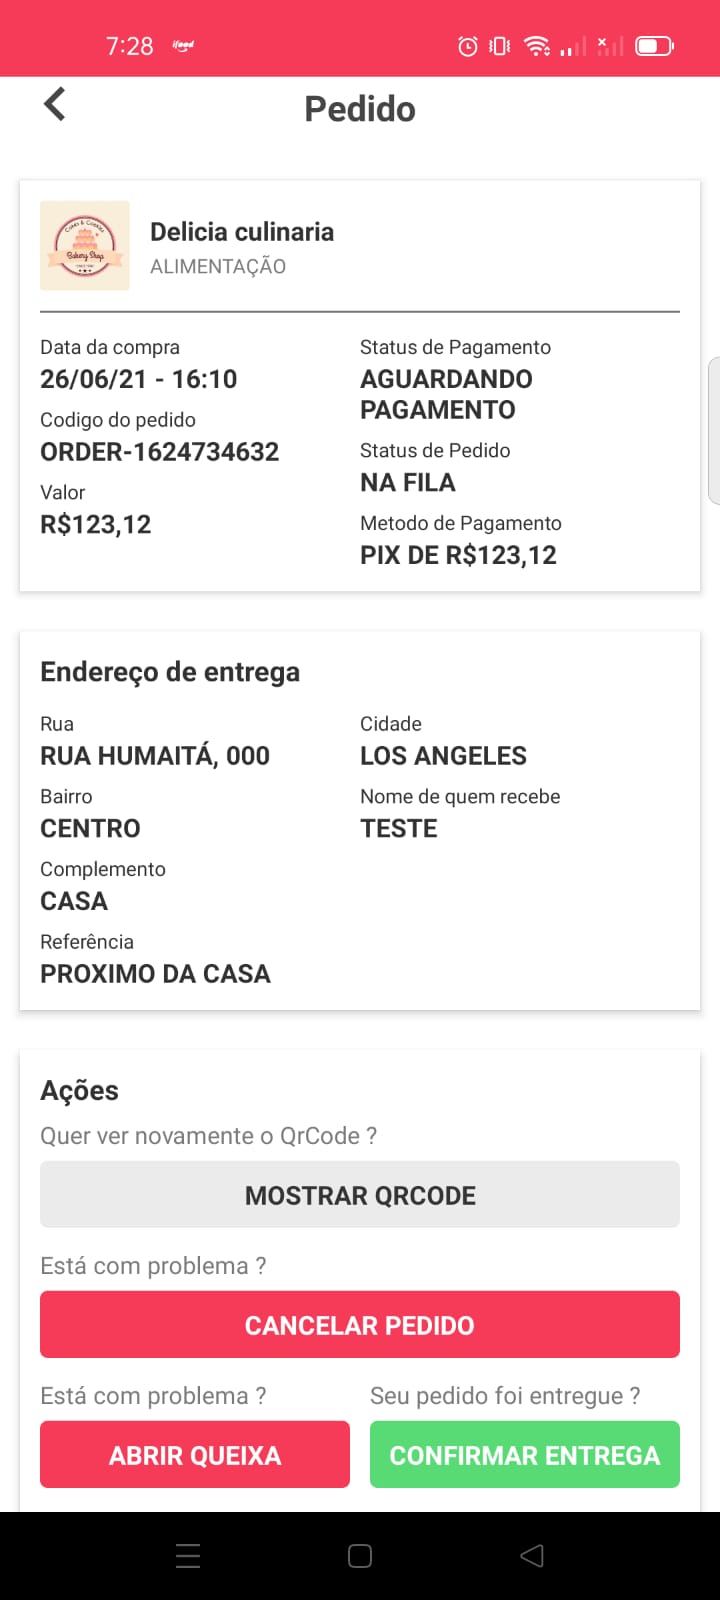 7:28 ifood
Pedido
Cakes & Cookies
Bakery Shop
Delicia culinaria
ALIMENTAÇÃO
Data da compra
26/06/21 - 16:10
Codigo do pedido
ORDER-1624734632
Valor
R$123,12
Status de Pagamento
AGUARDANDO
PAGAMENTO
Status de Pedido
NA FILA
Metodo de Pagamento
PIX DE R$123,12
Endereço de entrega
Rua
RUA HUMAITÁ, 000
Bairro
CENTRO
Complemento
CASA
Referência
PROXIMO DA CASA
Cidade
LOS ANGELES
Nome de quem recebe
TESTE
Ações
Quer ver novamente o QrCode ?
MOSTRAR QRCODE
Está com problema ?
CANCELAR PEDIDO
Está com problema ?
ABRIR QUEIXA
Seu pedido foi entregue ?
CONFIRMAR ENTREGA